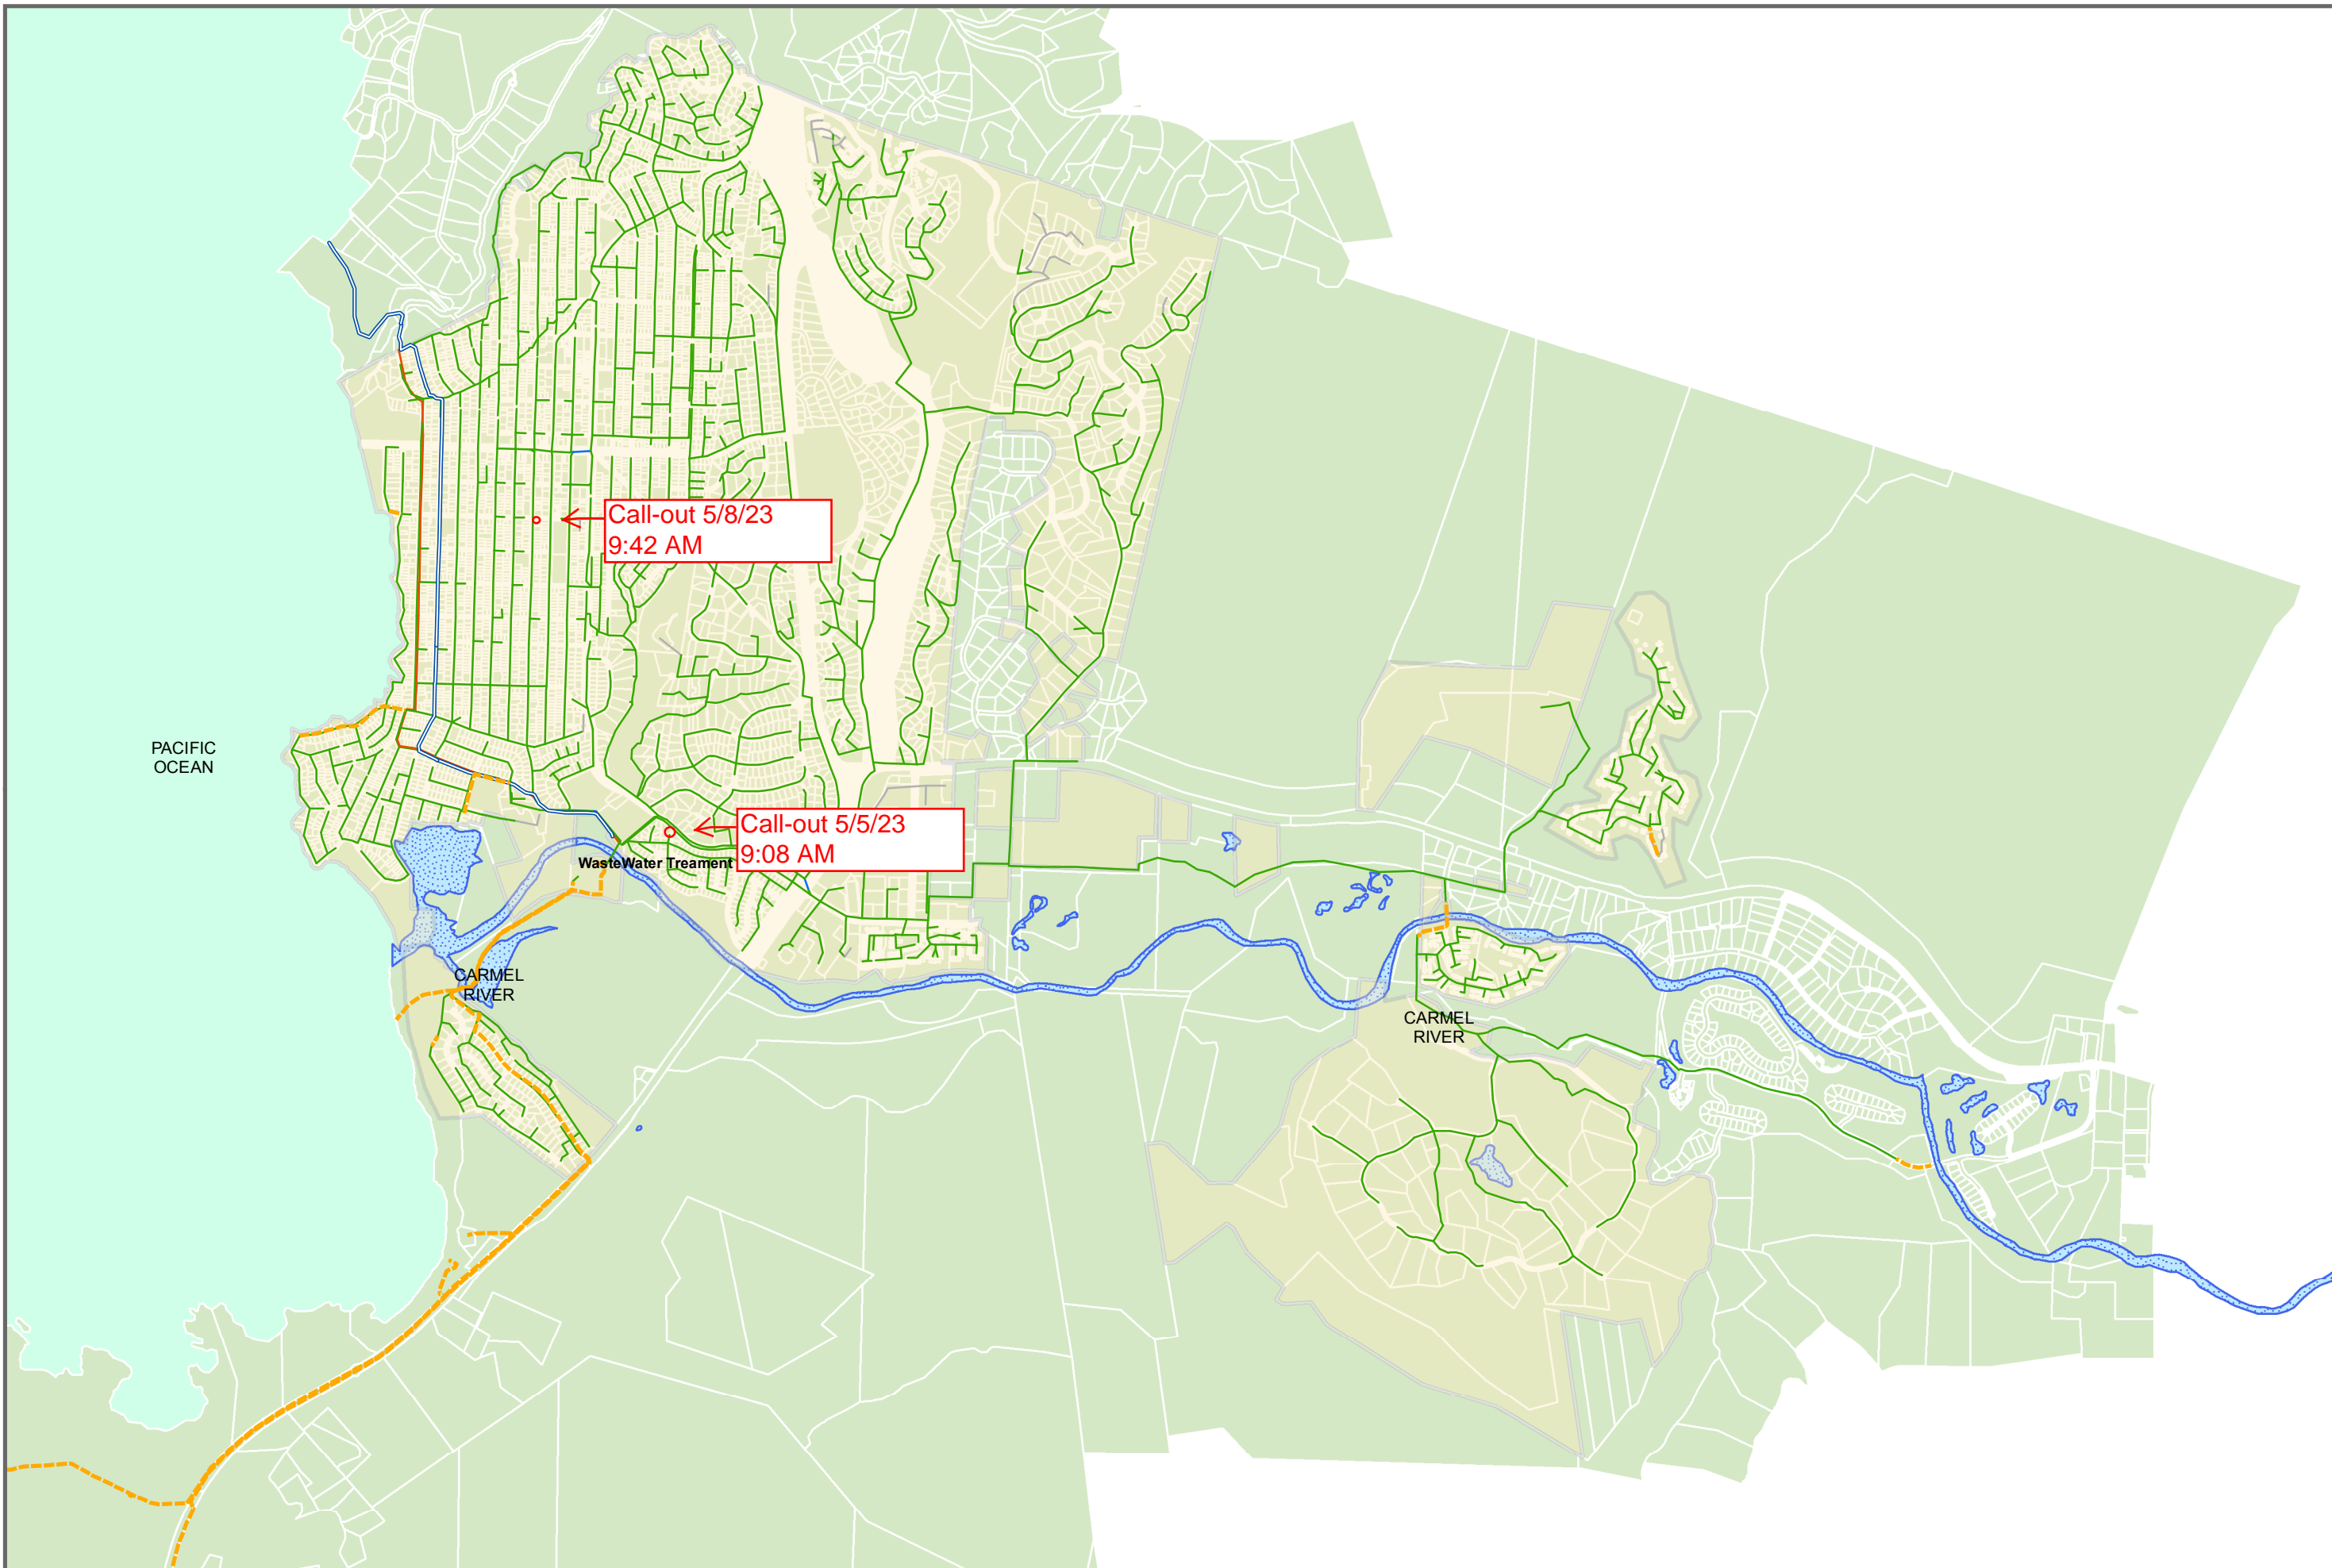 Call-out 5/8/23
9:42 AM
PACIFIC
OCEAN
Call-out 5/5/23
9:08 AM
WasteWater Treament
CARMEL
RIVER
CARMEL
RIVER